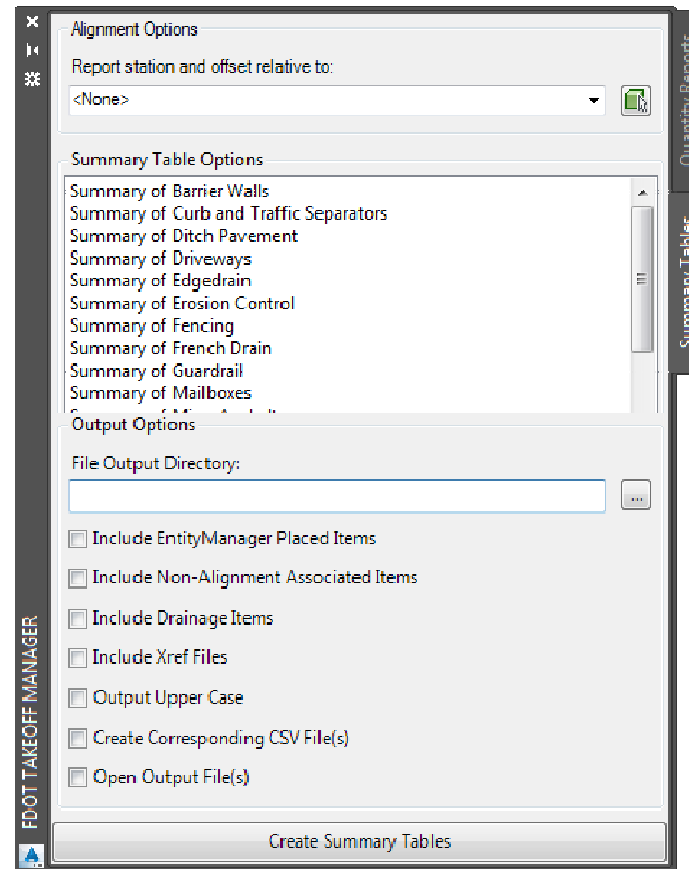 Alignment Options
Report station and offset relative to:
<None>
Summary Table Options
Summary of Barrier Walls
Summary of Curb and Traffic Separators
Summary of Ditch Pavement
Summary of Driveways
Summary of Edgedrain
Summary of Erosion Control
Summary of Fencing
Summary of French Drain
Summary of Guardrail
Summary of Mailboxes
Output Options
File Output Directory:
...
Include EntityManager Placed Items
Include Non-Alignment Associated Items
Include Drainage Items
Include Xref Files
Output Upper Case
Create Corresponding CSV File(s)
Open Output File(s)
Create Summary Tables
FDOT TAKEOFF MANAGER
Quantity Reports
Summary Tables